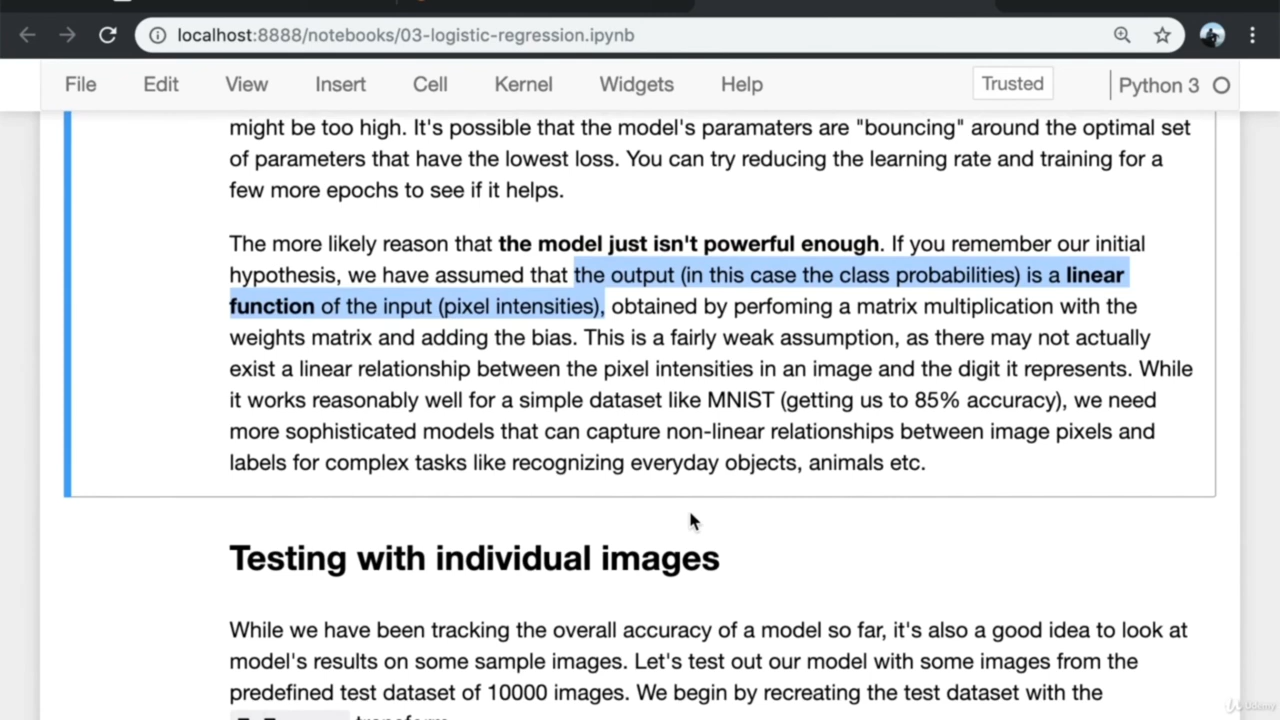 localhost:8888/notebooks/03-logistic-regression.ipynb
File Edit View Insert Cell Kernel Widgets Help Trusted Python 3
might be too high. It's possible that the model's paramaters are "bouncing" around the optimal set
of parameters that have the lowest loss. You can try reducing the learning rate and training for a
few more epochs to see if it helps.
The more likely reason that the model just isn't powerful enough. If you remember our initial
hypothesis, we have assumed that the output (in this case the class probabilities) is a linear
function of the input (pixel intensities), obtained by perfoming a matrix multiplication with the
weights matrix and adding the bias. This is a fairly weak assumption, as there may not actually
exist a linear relationship between the pixel intensities in an image and the digit it represents. While
it works reasonably well for a simple dataset like MNIST (getting us to 85% accuracy), we need
more sophisticated models that can capture non-linear relationships between image pixels and
labels for complex tasks like recognizing everyday objects, animals etc.
Testing with individual images
While we have been tracking the overall accuracy of a model so far, it's also a good idea to look at
model's results on some sample images. Let's test out our model with some images from the
predefined test dataset of 10000 images. We begin by recreating the test dataset with the
Udemy